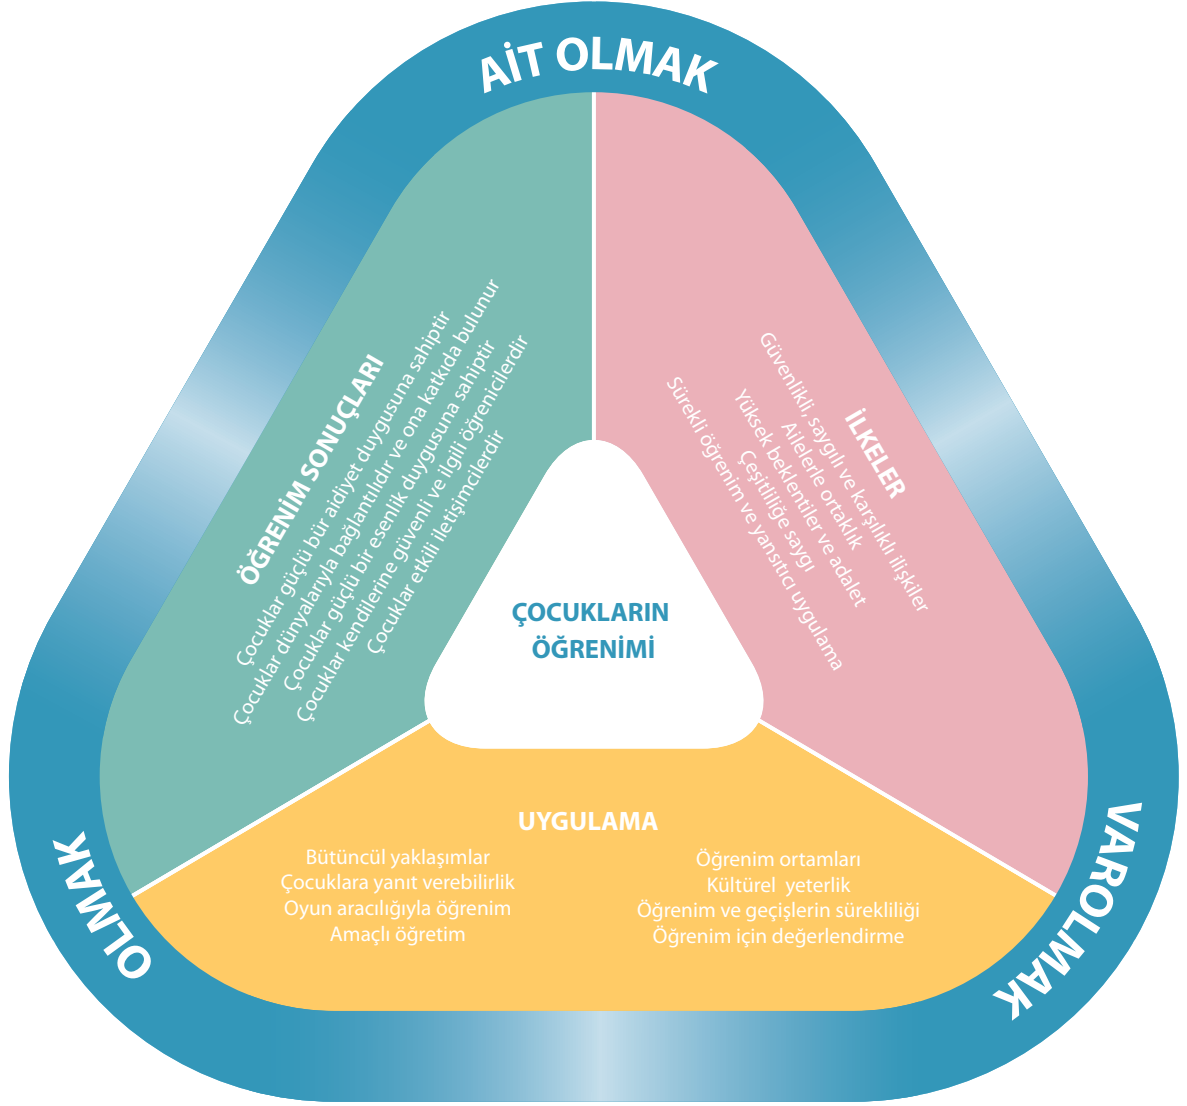 AİT OLMAK
ÖĞRENİM SONUÇLARI
Çocuklar güçlü bür aidiyet duygusuna sahiptir
Çocuklar dünyalarıyla bağlantılıdır ve ona katkıda bulunur
Çocuklar güçlü bir esenlik duygusuna sahiptir
Çocuklar kendilerine güvenli ve ilgili öğrenicilerdir
Çocuklar etkili iletişimcilerdir
İLKELER
Güvenlikli, saygılı ve karşılıklı ilişkiler
Ailelerle ortaklık
Yüksek beklentiler ve adalet
Çeşitliliğe saygı
Sürekli öğrenim ve yansıtıcı uygulama
ÇOCUKLARIN
ÖĞRENİMİ
UYGULAMA
Bütüncül yaklaşımlar
Çocuklara yanıt verebilirlik
Oyun aracılığıyla öğrenim
Amaçlı öğretim
Öğrenim ortamları
Kültürel yeterlik
Öğrenim ve geçişlerin sürekliliği
Öğrenim için değerlendirme
OLMAK
VAROLMAK